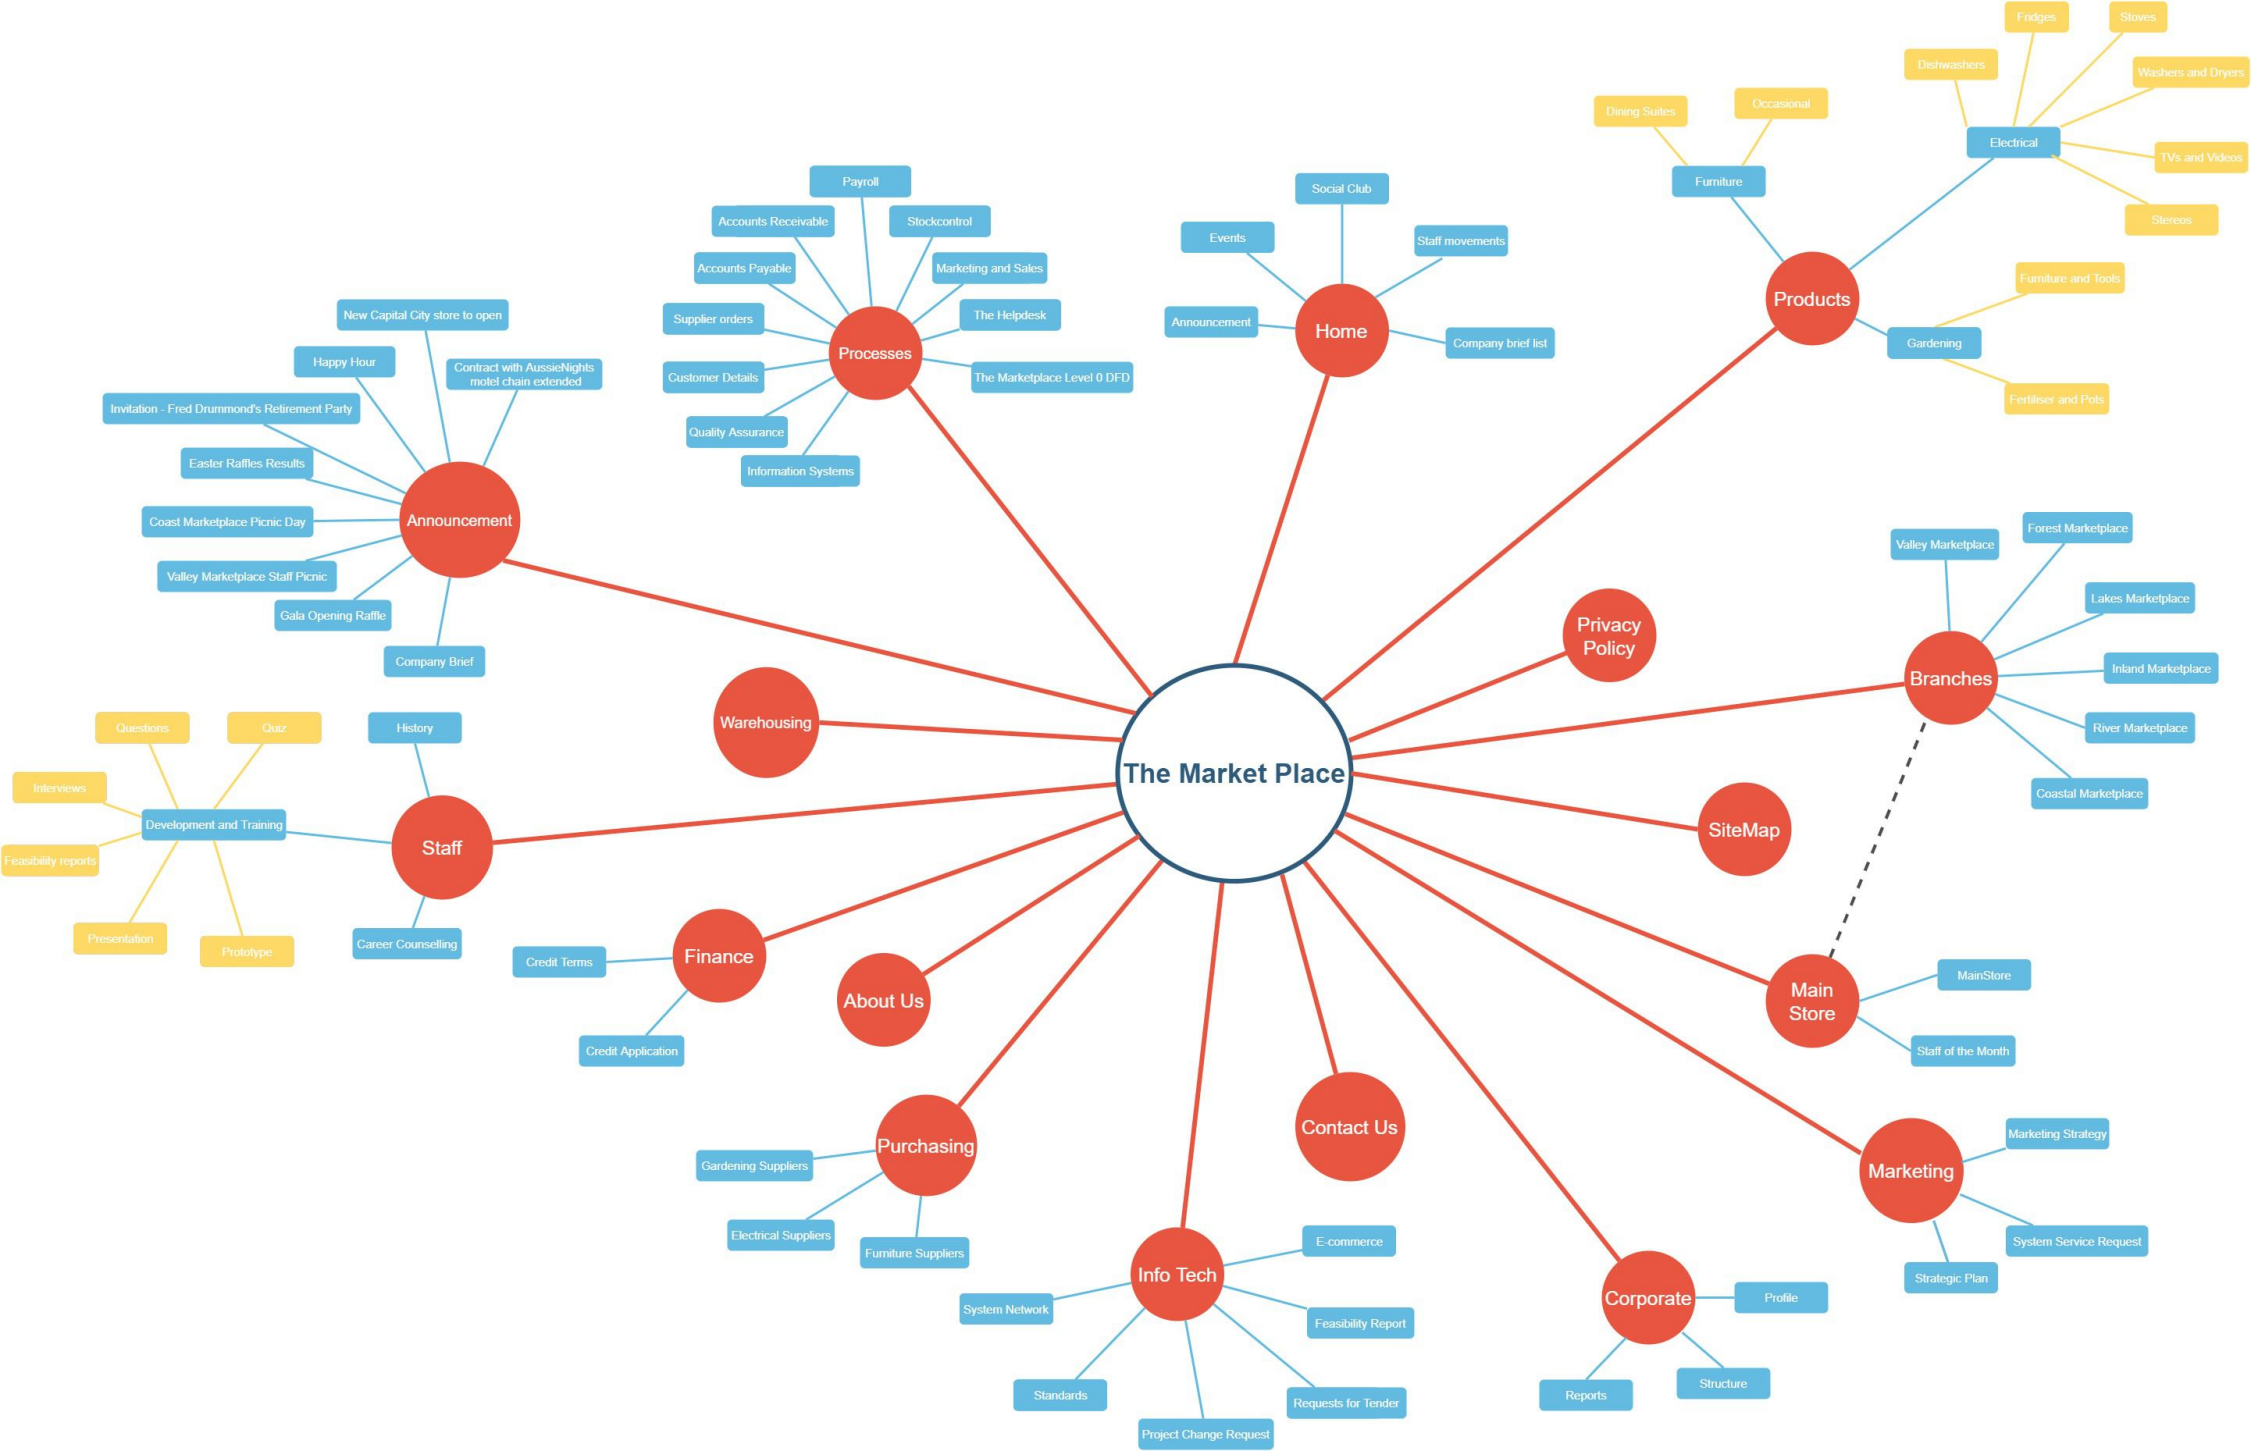 Fridges
Stoves
Dishwashers
Washers and Dryers
Dining Suites
Occasional
Electrical
TVs and Videos
Furniture
Stereos
Products
Furniture and Tools
Gardening
Fertiliser and Pots
Payroll
Accounts Receivable
Stockcontrol
Accounts Payable
Marketing and Sales
Supplier orders
The Helpdesk
Processes
Customer Details
The Marketplace Level 0 DFD
Quality Assurance
Information Systems
Social Club
Events
Staff movements
Announcement
Home
Company brief list
New Capital City store to open
Happy Hour
Contract with AussieNights
motel chain extended
Invitation - Fred Drummond's Retirement Party
Easter Raffles Results
Coast Marketplace Picnic Day
Announcement
Valley Marketplace Staff Picnic
Gala Opening Raffle
Company Brief
Privacy
Policy
Valley Marketplace
Forest Marketplace
Lakes Marketplace
Branches
Inland Marketplace
River Marketplace
Coastal Marketplace
Warehousing
The Market Place
SiteMap
Questions
Quiz
History
Interviews
Development and Training
Staff
Feasibility reports
Presentation
Prototype
Career Counselling
Credit Terms
Finance
Credit Application
About Us
Main
Store
MainStore
Staff of the Month
Purchasing
Gardening Suppliers
Electrical Suppliers
Furniture Suppliers
Contact Us
Marketing
Marketing Strategy
System Service Request
Strategic Plan
E-commerce
Info Tech
System Network
Feasibility Report
Standards
Requests for Tender
Project Change Request
Corporate
Profile
Structure
Reports